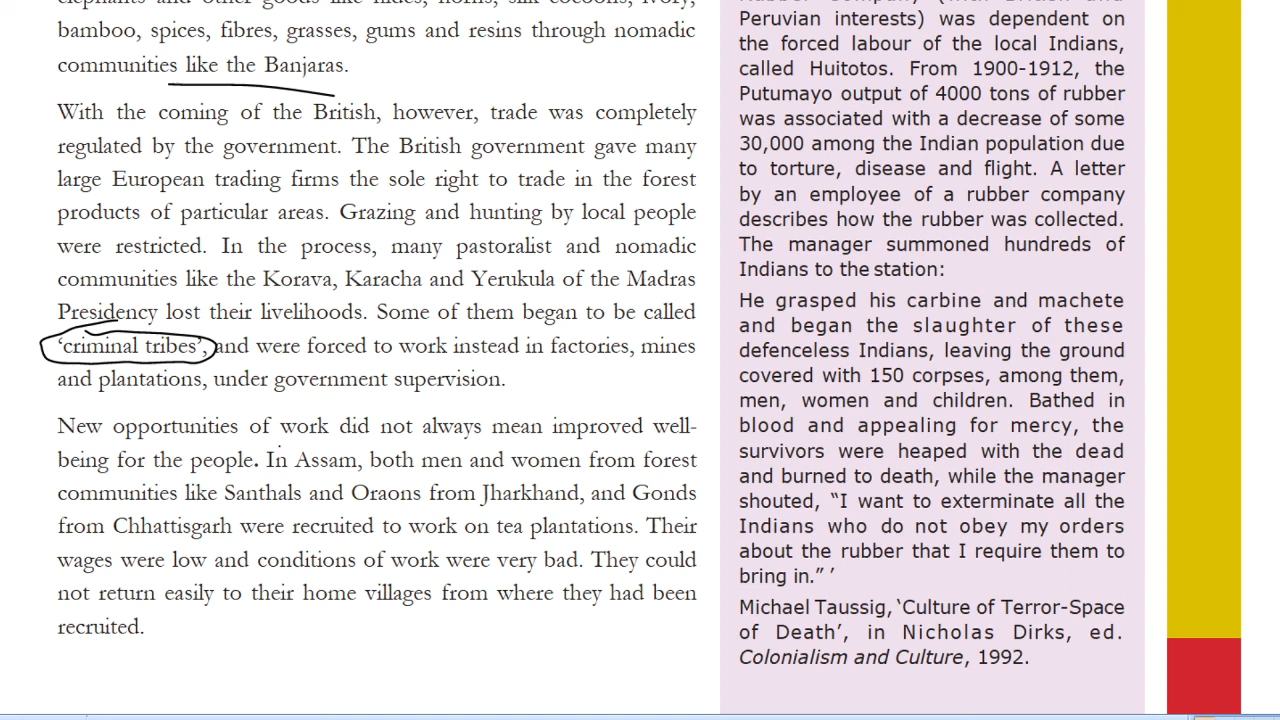 elephants and other goods like hides, horns, silk cocoons, ivory,
bamboo, spices, fibres, grasses, gums and resins through nomadic
communities like the Banjaras.
With the coming of the British, however, trade was completely
regulated by the government. The British government gave many
large European trading firms the sole right to trade in the forest
products of particular areas. Grazing and hunting by local people
were restricted. In the process, many pastoralist and nomadic
communities like the Korava, Karacha and Yerukula of the Madras
Presidency lost their livelihoods. Some of them began to be called
‘criminal tribes’, and were forced to work instead in factories, mines
and plantations, under government supervision.
New opportunities of work did not always mean improved well-
being for the people. In Assam, both men and women from forest
communities like Santhals and Oraons from Jharkhand, and Gonds
from Chhattisgarh were recruited to work on tea plantations. Their
wages were low and conditions of work were very bad. They could
not return easily to their home villages from where they had been
recruited.
Rubber Company (with British and
Peruvian interests) was dependent on
the forced labour of the local Indians,
called Huitotos. From 1900-1912, the
Putumayo output of 4000 tons of rubber
was associated with a decrease of some
30,000 among the Indian population due
to torture, disease and flight. A letter
by an employee of a rubber company
describes how the rubber was collected.
The manager summoned hundreds of
Indians to the station:
He grasped his carbine and machete
and began the slaughter of these
defenceless Indians, leaving the ground
covered with 150 corpses, among them,
men, women and children. Bathed in
blood and appealing for mercy, the
survivors were heaped with the dead
and burned to death, while the manager
shouted, “I want to exterminate all the
Indians who do not obey my orders
about the rubber that I require them to
bring in.” ’
Michael Taussig, ‘Culture of Terror-Space
of Death’, in Nicholas Dirks, ed.
Colonialism and Culture, 1992.